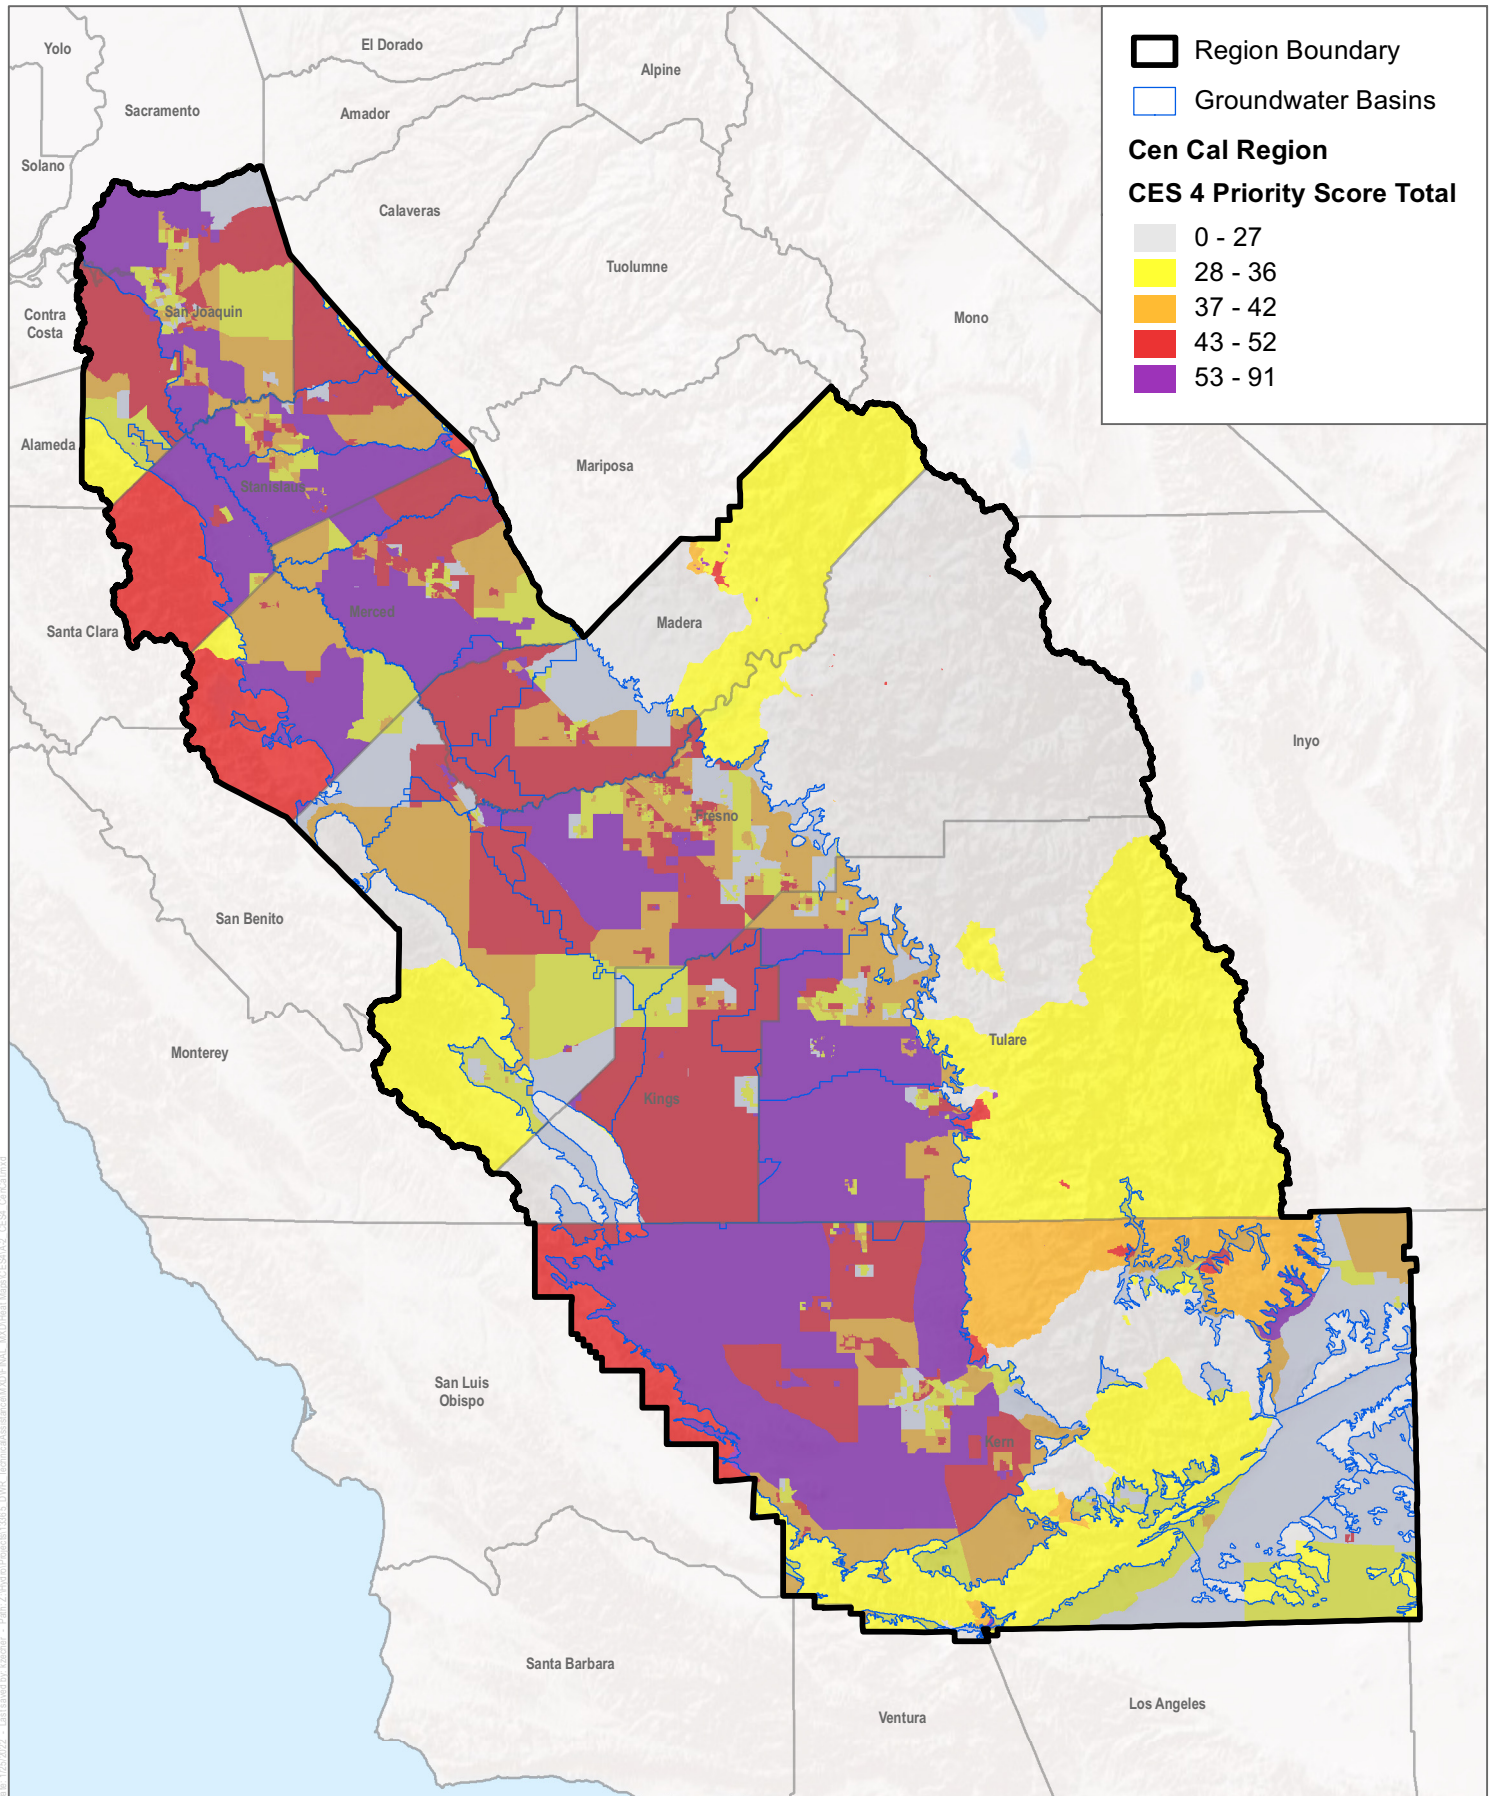 Region Boundary
Groundwater Basins
Cen Cal Region
CES 4 Priority Score Total
0 - 27
28 - 36
37 - 42
43 - 52
53 - 91
Yolo
El Dorado
Alpine
Sacramento
Amador
Solano
Calaveras
Tuolumne
Contra
Costa
San Joaquin
Mono
Alameda
Mariposa
Stanislaus
Merced
Santa Clara
Madera
Inyo
Fresno
San Benito
Monterey
Tulare
Kings
San Luis
Obispo
Kern
Santa Barbara
Ventura
Los Angeles